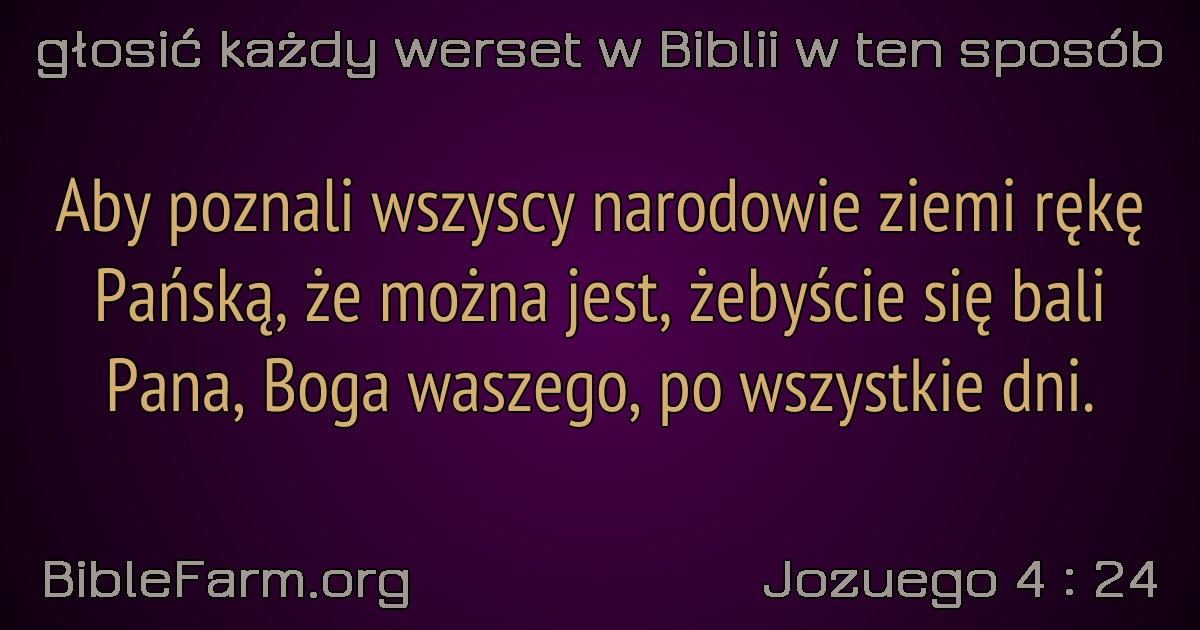 głosić każdy werset w Biblii w ten sposób
Aby poznali wszyscy narodowie ziemi rękę
Pańską, że można jest, żebyście się bali
Pana, Boga waszego, po wszystkie dni.
BibleFarm.org
Jozuego 4 : 24